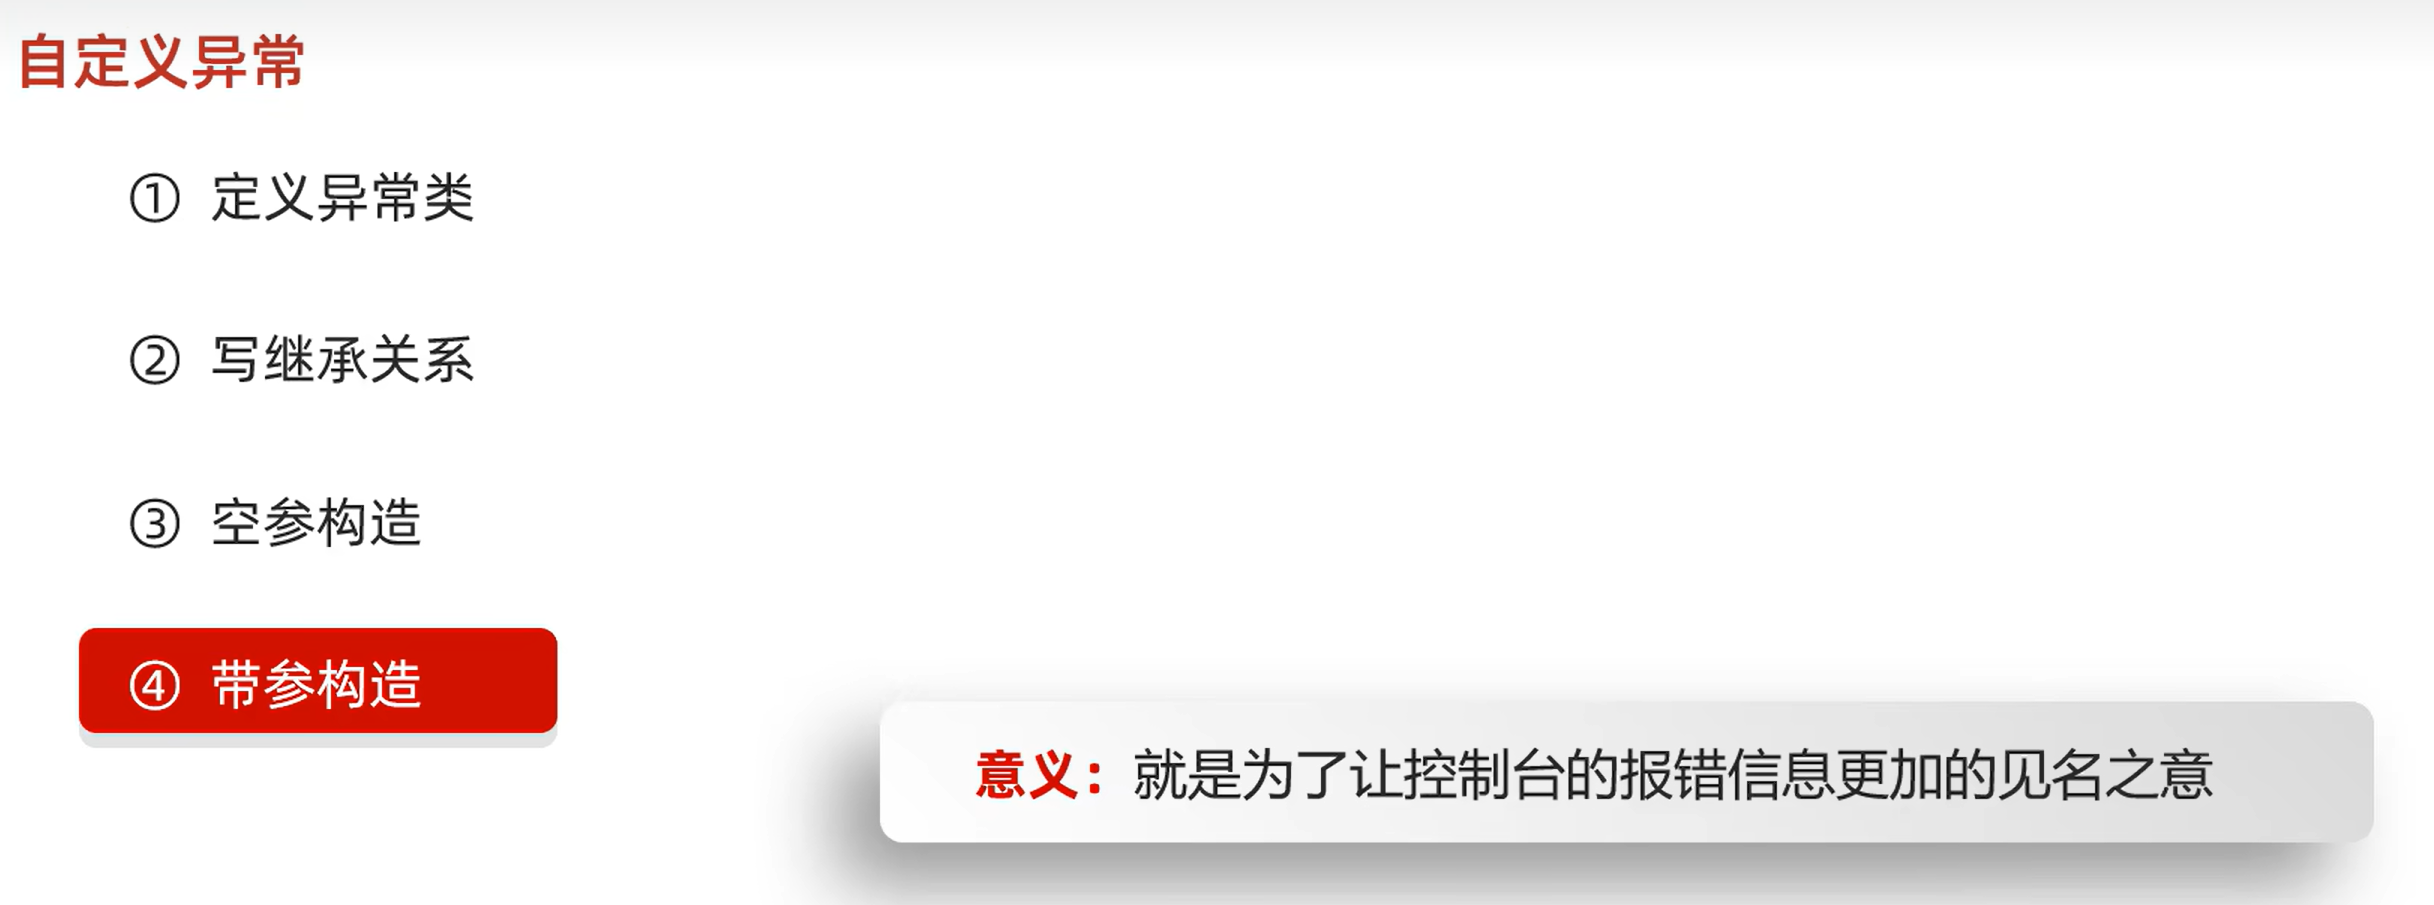 自定义异常
① 定义异常类
② 写继承关系
③ 空参构造
④ 带参构造
意义：就是为了让控制台的报错信息更加的见名之意